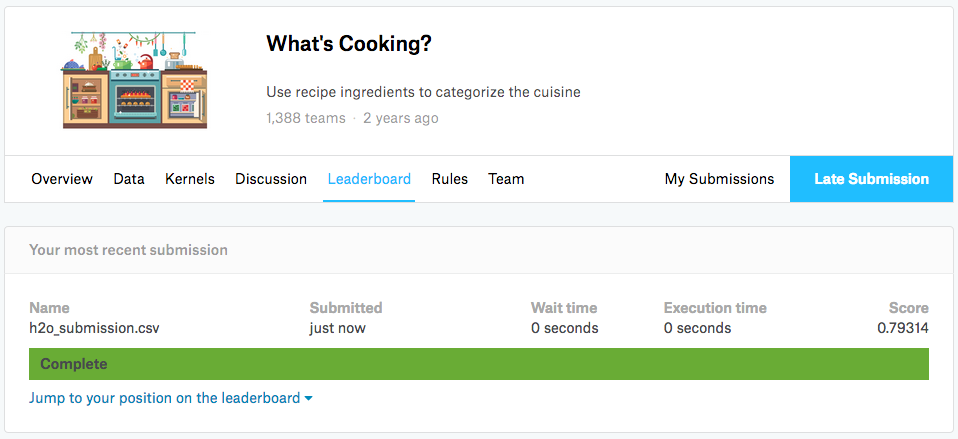 What's Cooking?
Use recipe ingredients to categorize the cuisine
1,388 teams · 2 years ago
Overview Data Kernels Discussion Leaderboard Rules Team My Submissions Late Submission
Your most recent submission
Name Submitted Wait time Execution time Score
h2o_submission.csv just now 0 seconds 0 seconds 0.79314
Complete
Jump to your position on the leaderboard